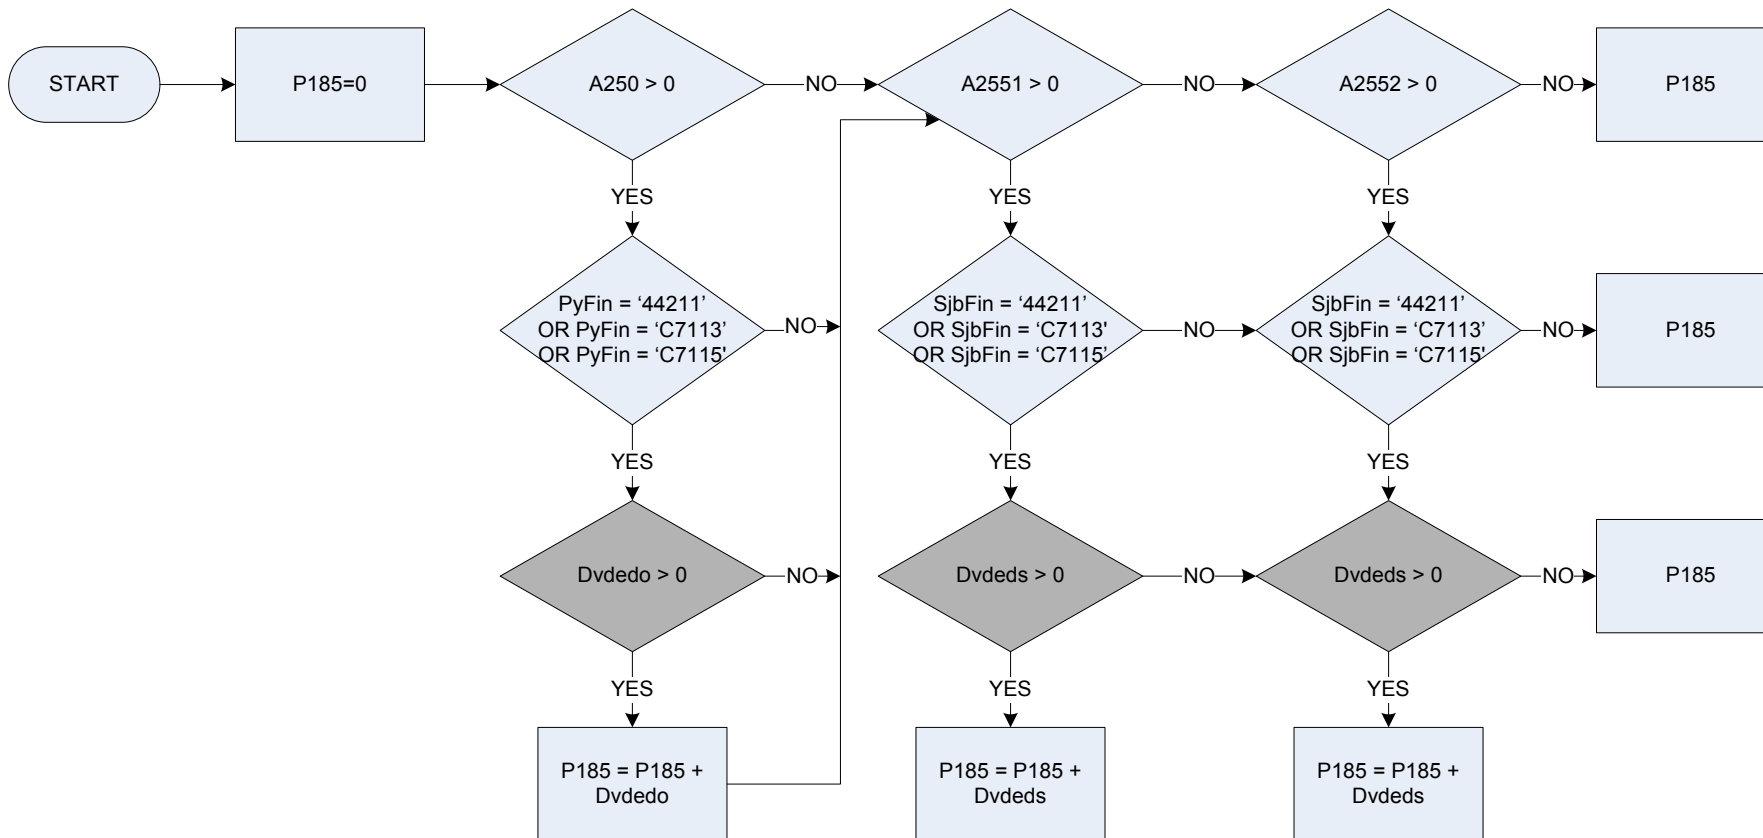 START
P185=0
A250 > 0
NO
A2551 > 0
NO
A2552 > 0
NO
P185
YES
YES
YES
PyFin = ‘44211’
OR PyFin = ‘C7113’
OR PyFin = ‘C7115'
NO
SjbFin = ‘44211’
OR SjbFin = ‘C7113'
OR SjbFin = ‘C7115’
NO
SjbFin = ‘44211’
OR SjbFin = ‘C7113’
OR SjbFin = ‘C7115'
NO
P185
YES
YES
YES
Dvdedo > 0
NO
Dvdeds > 0
NO
Dvdeds > 0
NO
P185
YES
YES
YES
P185 = P185 +
Dvdedo
P185 = P185 +
Dvdeds
P185 = P185 +
Dvdeds